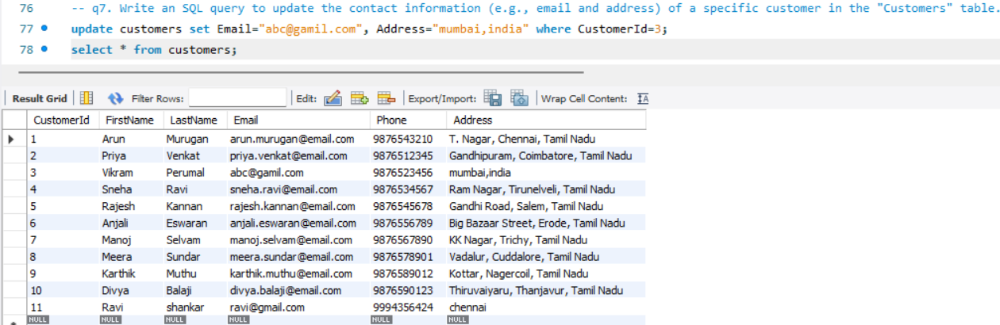 76 -- q7. Write an SQL query to update the contact information (e.g., email and address) of a specific customer in the "Customers" table.
77 update customers set Email="abc@gamil.com", Address="mumbai,india" where CustomerId=3;
78 select * from customers;
Result Grid Filter Rows: Edit: Export/Import: Wrap Cell Content: IA
CustomerId FirstName LastName Email Phone Address
1 Arun Murugan arun.murugan@email.com 9876543210 T. Nagar, Chennai, Tamil Nadu
2 Priya Venkat priya.venkat@email.com 9876512345 Gandhipuram, Coimbatore, Tamil Nadu
3 Vikram Perumal abc@gamil.com 9876523456 mumbai,india
4 Sneha Ravi sneha.ravi@email.com 9876534567 Ram Nagar, Tirunelveli, Tamil Nadu
5 Rajesh Kannan rajesh.kannan@email.com 9876545678 Gandhi Road, Salem, Tamil Nadu
6 Anjali Eswaran anjali.eswaran@email.com 9876556789 Big Bazaar Street, Erode, Tamil Nadu
7 Manoj Selvam manoj.selvam@email.com 9876567890 KK Nagar, Trichy, Tamil Nadu
8 Meera Sundar meera.sundar@email.com 9876578901 Vadalur, Cuddalore, Tamil Nadu
9 Karthik Muthu karthik.muthu@email.com 9876589012 Kottar, Nagercoil, Tamil Nadu
10 Divya Balaji divya.balaji@email.com 9876590123 Thiruvaiyaru, Thanjavur, Tamil Nadu
11 Ravi shankar ravi@gmail.com 9994356424 chennai
NULL NULL NULL NULL NULL NULL